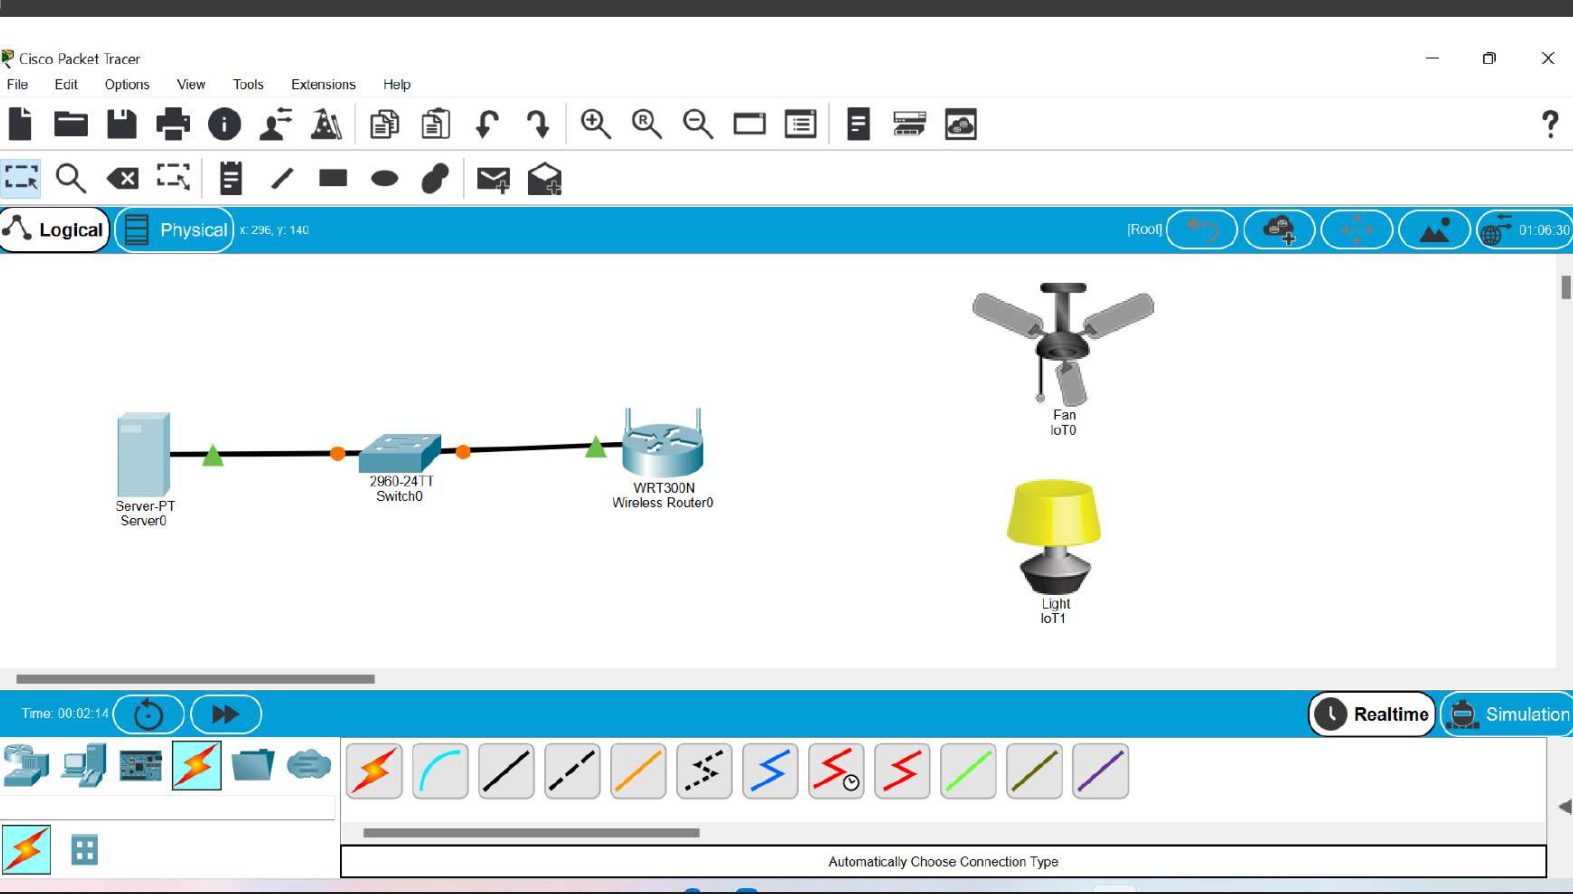 Cisco Packet Tracer
File Edit Options View Tools Extensions Help
R
?
Logical Physical x: 296, y: 140 [Root] 01:06:30
Fan
IoT0
2960-24TT
Switch0
WRT300N
Wireless Router0
Server-PT
Server0
Light
IoT1
Time: 00:02:14 Realtime Simulation
Automatically Choose Connection Type